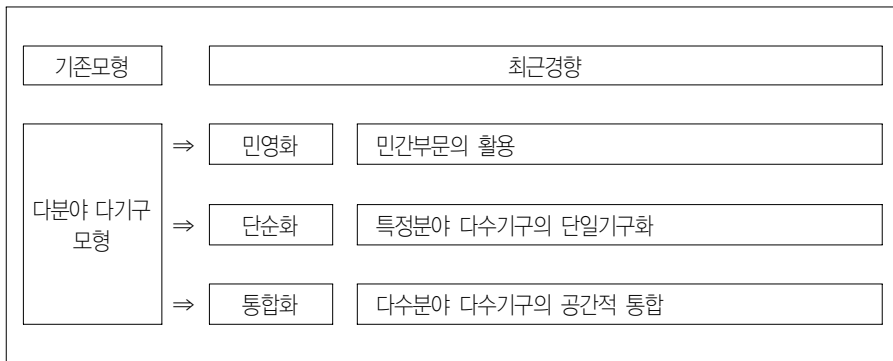 기존모형 최근경향
⇒ 민영화 민간부문의 활용
다분야 다기구
모형
⇒ 단순화 특정분야 다수기구의 단일기구화
⇒ 통합화 다수분야 다수기구의 공간적 통합